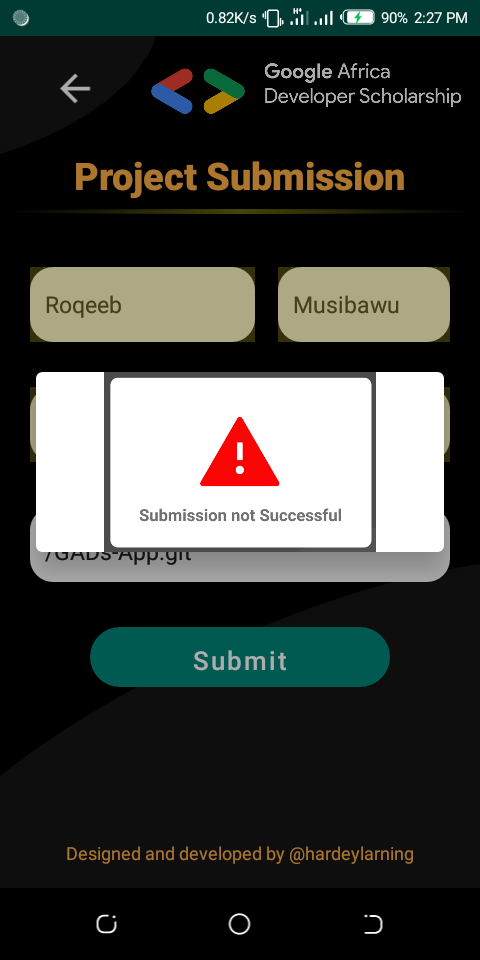 0.82K/s H+ 90% 2:27 PM
Google Africa
Developer Scholarship
Project Submission
Roqeeb Musibawu
Submission not Successful
/GADs-App.git
Submit
Designed and developed by @hardeylarning